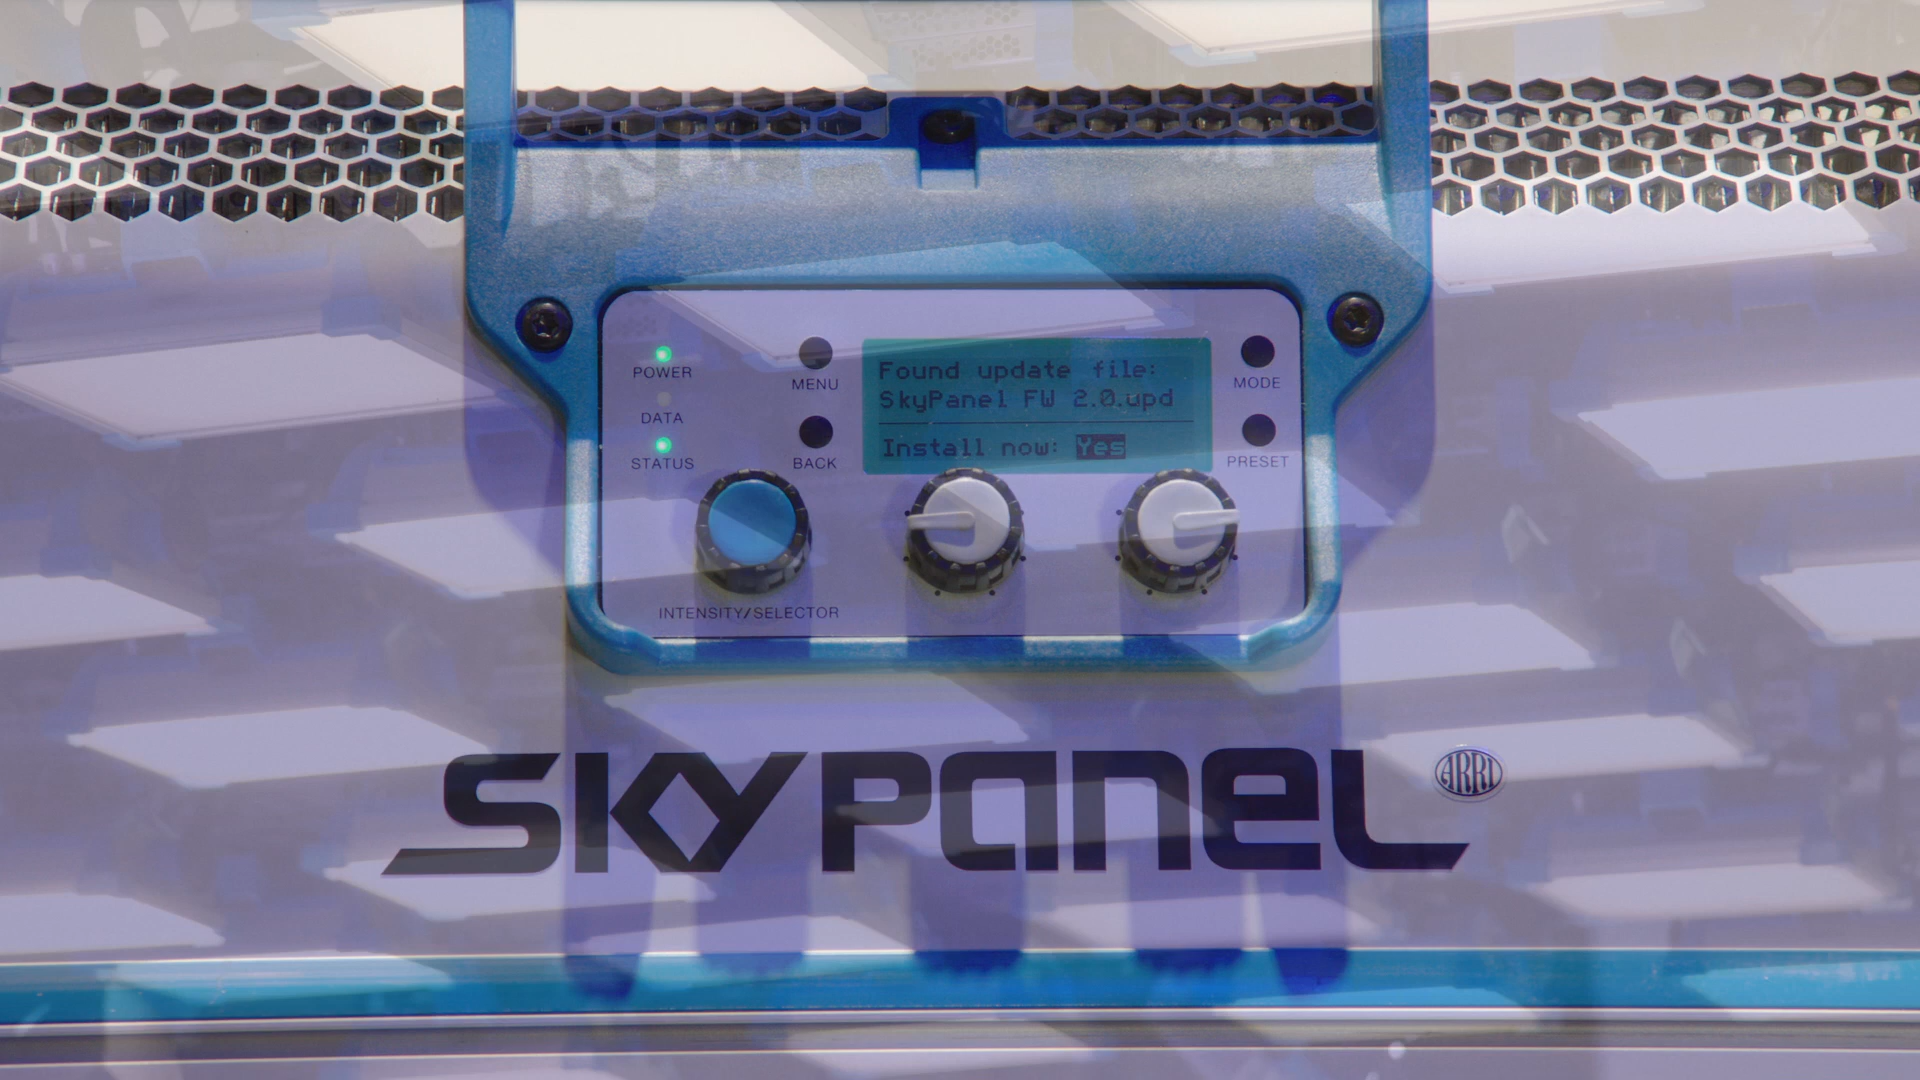 POWER
DATA
STATUS
MENU
BACK
Found update file:
SkyPanel FW 2.0.upd
Install now: Yes
MODE
PRESET
INTENSITY/SELECTOR
SKYPANEL
ARRI